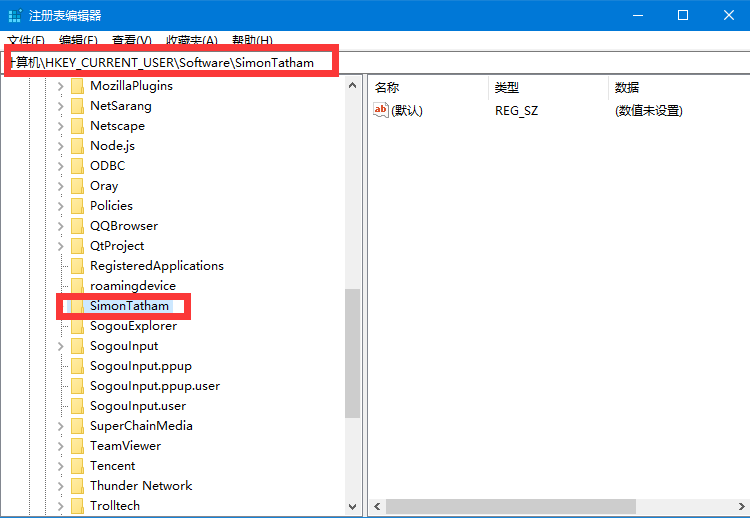 注册表编辑器
文件(F) 编辑(E) 查看(V) 收藏夹(A) 帮助(H)
计算机\HKEY_CURRENT_USER\Software\SimonTatham
MozillaPlugins
NetSarang
Netscape
Node.js
ODBC
Oray
Policies
QQBrowser
QtProject
RegisteredApplications
roamingdevice
SimonTatham
SogouExplorer
SogouInput
SogouInput.ppup
SogouInput.ppup.user
SogouInput.user
SuperChainMedia
TeamViewer
Tencent
Thunder Network
Trolltech
名称 类型 数据
ab (默认) REG_SZ (数值未设置)